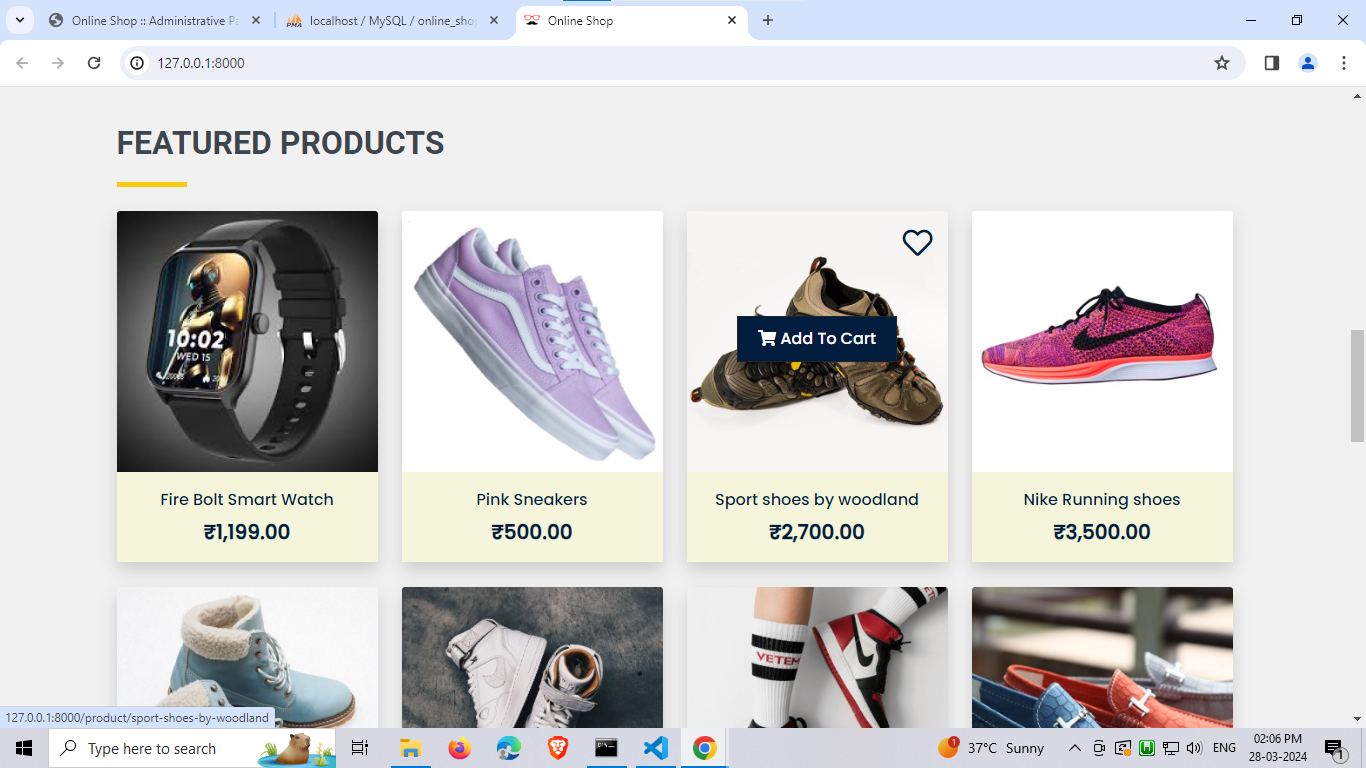 Online Shop :: Administrative Pa
localhost / MySQL / online_shop
Online Shop
127.0.0.1:8000
FEATURED PRODUCTS
10:02
WED 15
Add To Cart
Fire Bolt Smart Watch
Pink Sneakers
Sport shoes by woodland
Nike Running shoes
₹1,199.00
₹500.00
₹2,700.00
₹3,500.00
VETEM
127.0.0.1:8000/product/sport-shoes-by-woodland
Type here to search
1
37°C Sunny
ENG
02:06 PM
28-03-2024
1